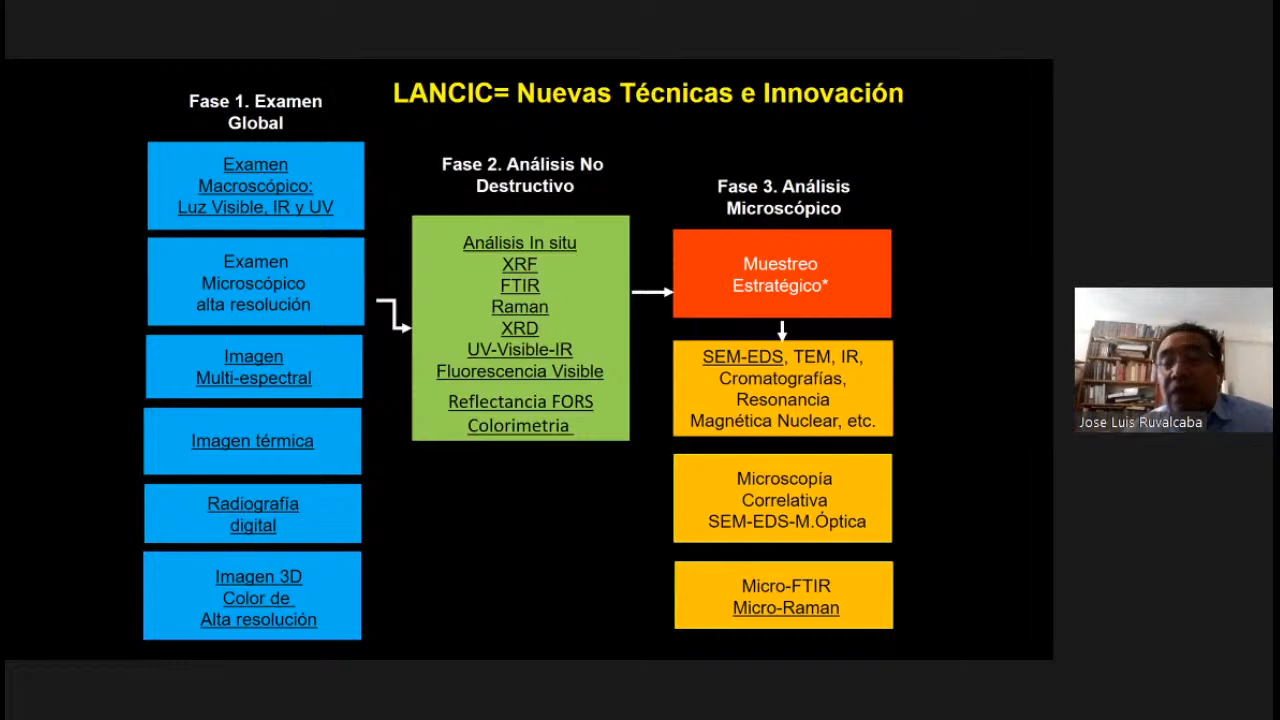 LANCIC= Nuevas Técnicas e Innovación
Fase 1. Examen
Global
Examen
Macroscópico:
Luz Visible, IR y UV
Examen
Microscópico
alta resolución
Imagen
Multi-espectral
Imagen térmica
Radiografía
digital
Imagen 3D
Color de
Alta resolución
Fase 2. Análisis No
Destructivo
Análisis In situ
XRF
FTIR
Raman
XRD
UV-Visible-IR
Fluorescencia Visible
Reflectancia FORS
Colorimetria
Fase 3. Análisis
Microscópico
Muestreo
Estratégico*
SEM-EDS, TEM, IR,
Cromatografías,
Resonancia
Magnética Nuclear, etc.
Microscopía
Correlativa
SEM-EDS-M.Óptica
Micro-FTIR
Micro-Raman
Jose Luis Ruvalcaba